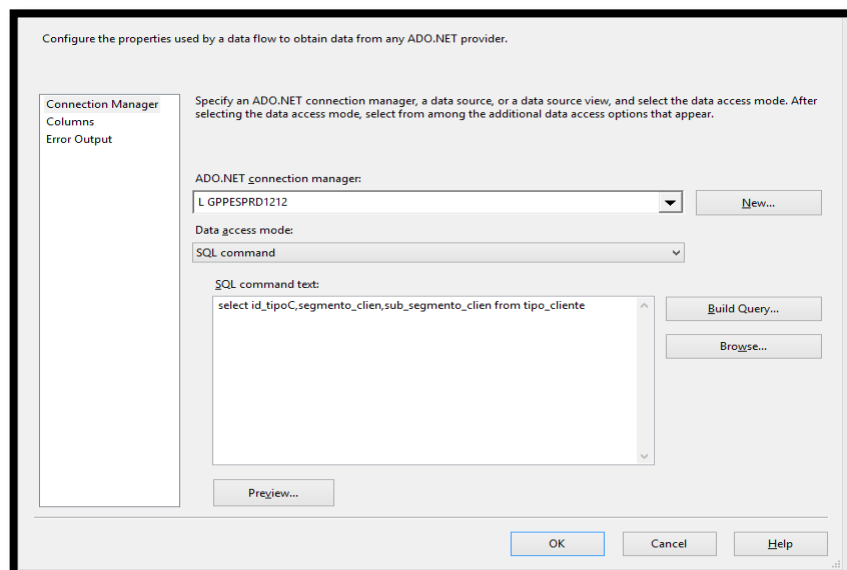 Configure the properties used by a data flow to obtain data from any ADO.NET provider.
Connection Manager
Columns
Error Output
Specify an ADO.NET connection manager, a data source, or a data source view, and select the data access mode. After
selecting the data access mode, select from among the additional data access options that appear.
ADO.NET connection manager:
L GPPESPRD1212
New...
Data access mode:
SQL command
SQL command text:
select id_tipoC,segmento_clien,sub_segmento_clien from tipo_cliente
Build Query...
Browse...
Preview...
OK
Cancel
Help